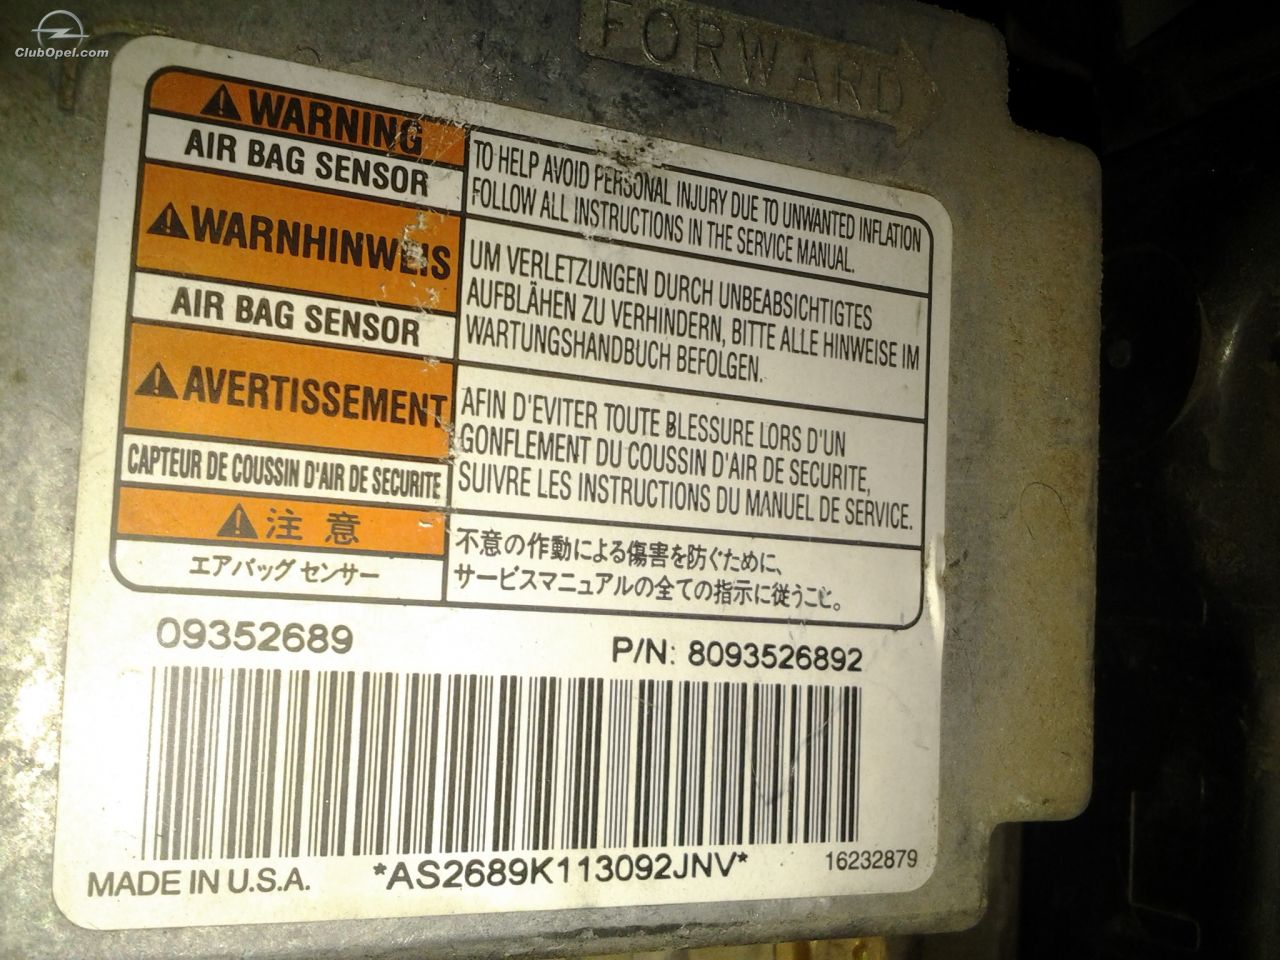 ClubOpel.com
FORWARD
WARNING
AIR BAG SENSOR
TO HELP AVOID PERSONAL INJURY DUE TO UNWANTED INFLATION
FOLLOW ALL INSTRUCTIONS IN THE SERVICE MANUAL.
WARNHINWEIS
AIR BAG SENSOR
UM VERLETZUNGEN DURCH UNBEABSICHTIGTES
AUFBLÄHEN ZU VERHINDERN, BITTE ALLE HINWEISE IM
WARTUNGSHANDBUCH BEFOLGEN.
AVERTISSEMENT
CAPTEUR DE COUSSIN D'AIR DE SECURITE
AFIN D'EVITER TOUTE BLESSURE LORS D'UN
GONFLEMENT DU COUSSIN D'AIR DE SECURITE,
SUIVRE LES INSTRUCTIONS DU MANUEL DE SERVICE.
注意
エアバッグ センサー
不意の作動による傷害を防ぐために、
サービスマニュアルの全ての指示に従うこと。
09352689
P/N: 8093526892
MADE IN U.S.A.
*AS2689K113092JNV*
16232879